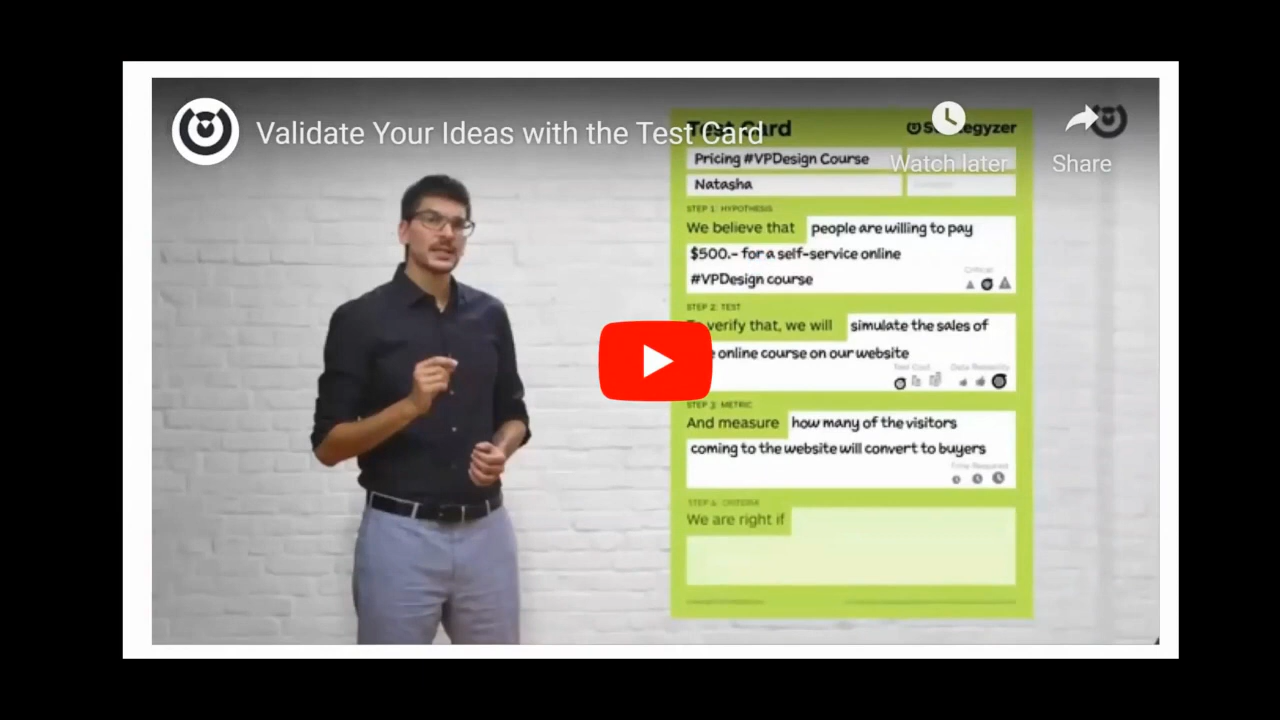 Validate Your Ideas with the Test Card
Watch later
Share
Test Card
Strategyzer
Pricing #VPDesign Course
Natasha
STEP 1: HYPOTHESIS
We believe that people are willing to pay
$500.- for a self-service online
#VPDesign course
Critical
STEP 2: TEST
To verify that, we will simulate the sales of
online course on our website
Test Cost Data Reliability
STEP 3: METRIC
And measure how many of the visitors
coming to the website will convert to buyers
Time Required
STEP 4: CRITERIA
We are right if